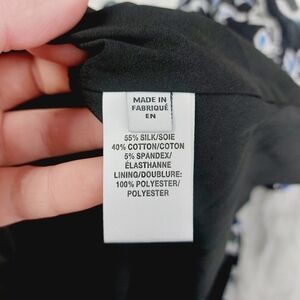 MADE IN
FABRIQUÉ
EN
55% SILK/SOIE
40% COTTON/COTON
5% SPANDEX/
ÉLASTHANNE
LINING/DOUBLURE:
100% POLYESTER/
POLYESTER